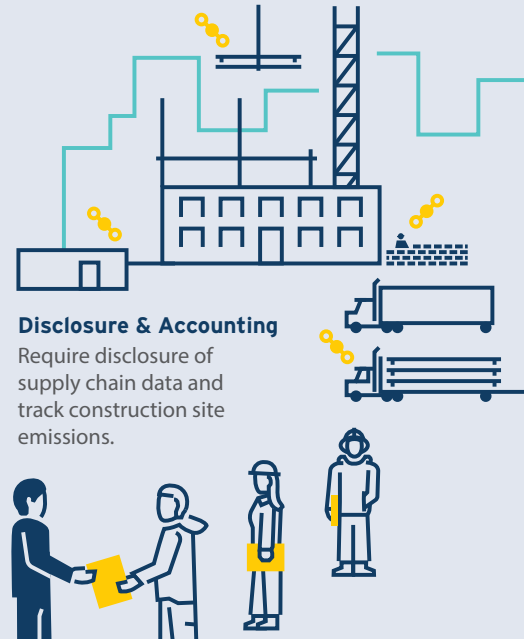 Disclosure & Accounting
Require disclosure of
supply chain data and
track construction site
emissions.